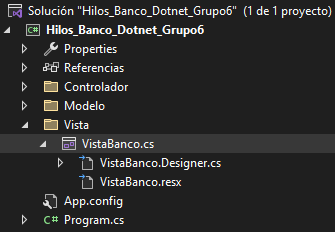 Solución "Hilos_Banco_Dotnet_Grupo6" (1 de 1 proyecto)
C# Hilos_Banco_Dotnet_Grupo6
Properties
Referencias
Controlador
Modelo
Vista
VistaBanco.cs
VistaBanco.Designer.cs
VistaBanco.resx
App.config
C# Program.cs